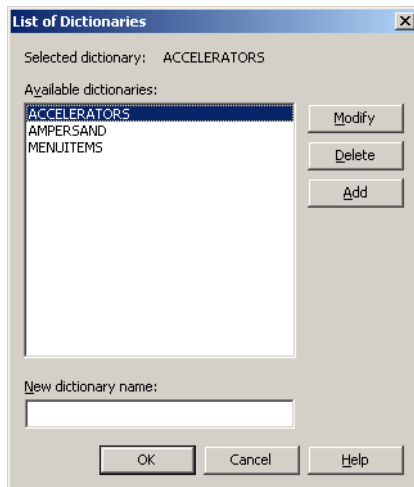 List of Dictionaries
Selected dictionary: ACCELERATORS
Available dictionaries:
ACCELERATORS
AMPERSAND
MENUITEMS
Modify
Delete
Add
New dictionary name:
OK Cancel Help